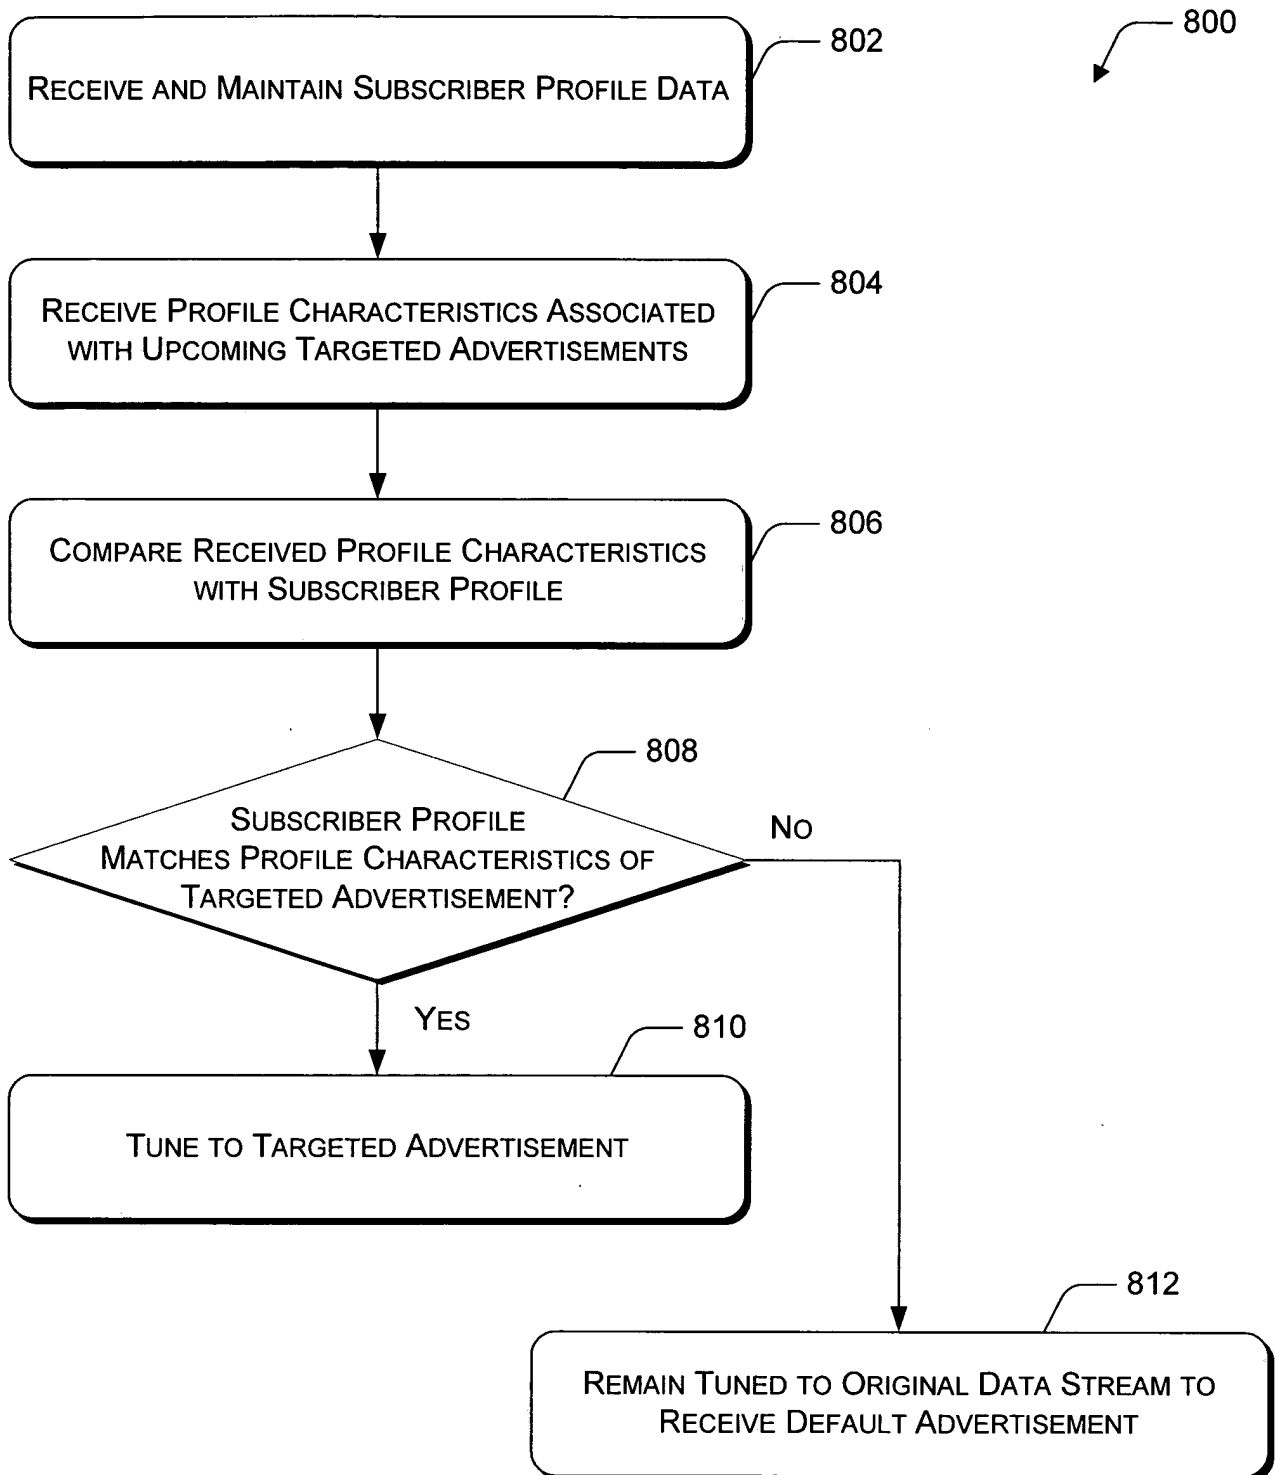 800
802
RECEIVE AND MAINTAIN SUBSCRIBER PROFILE DATA
804
RECEIVE PROFILE CHARACTERISTICS ASSOCIATED
WITH UPCOMING TARGETED ADVERTISEMENTS
806
COMPARE RECEIVED PROFILE CHARACTERISTICS
WITH SUBSCRIBER PROFILE
808
SUBSCRIBER PROFILE
MATCHES PROFILE CHARACTERISTICS OF
TARGETED ADVERTISEMENT?
NO
YES
810
TUNE TO TARGETED ADVERTISEMENT
812
REMAIN TUNED TO ORIGINAL DATA STREAM TO
RECEIVE DEFAULT ADVERTISEMENT